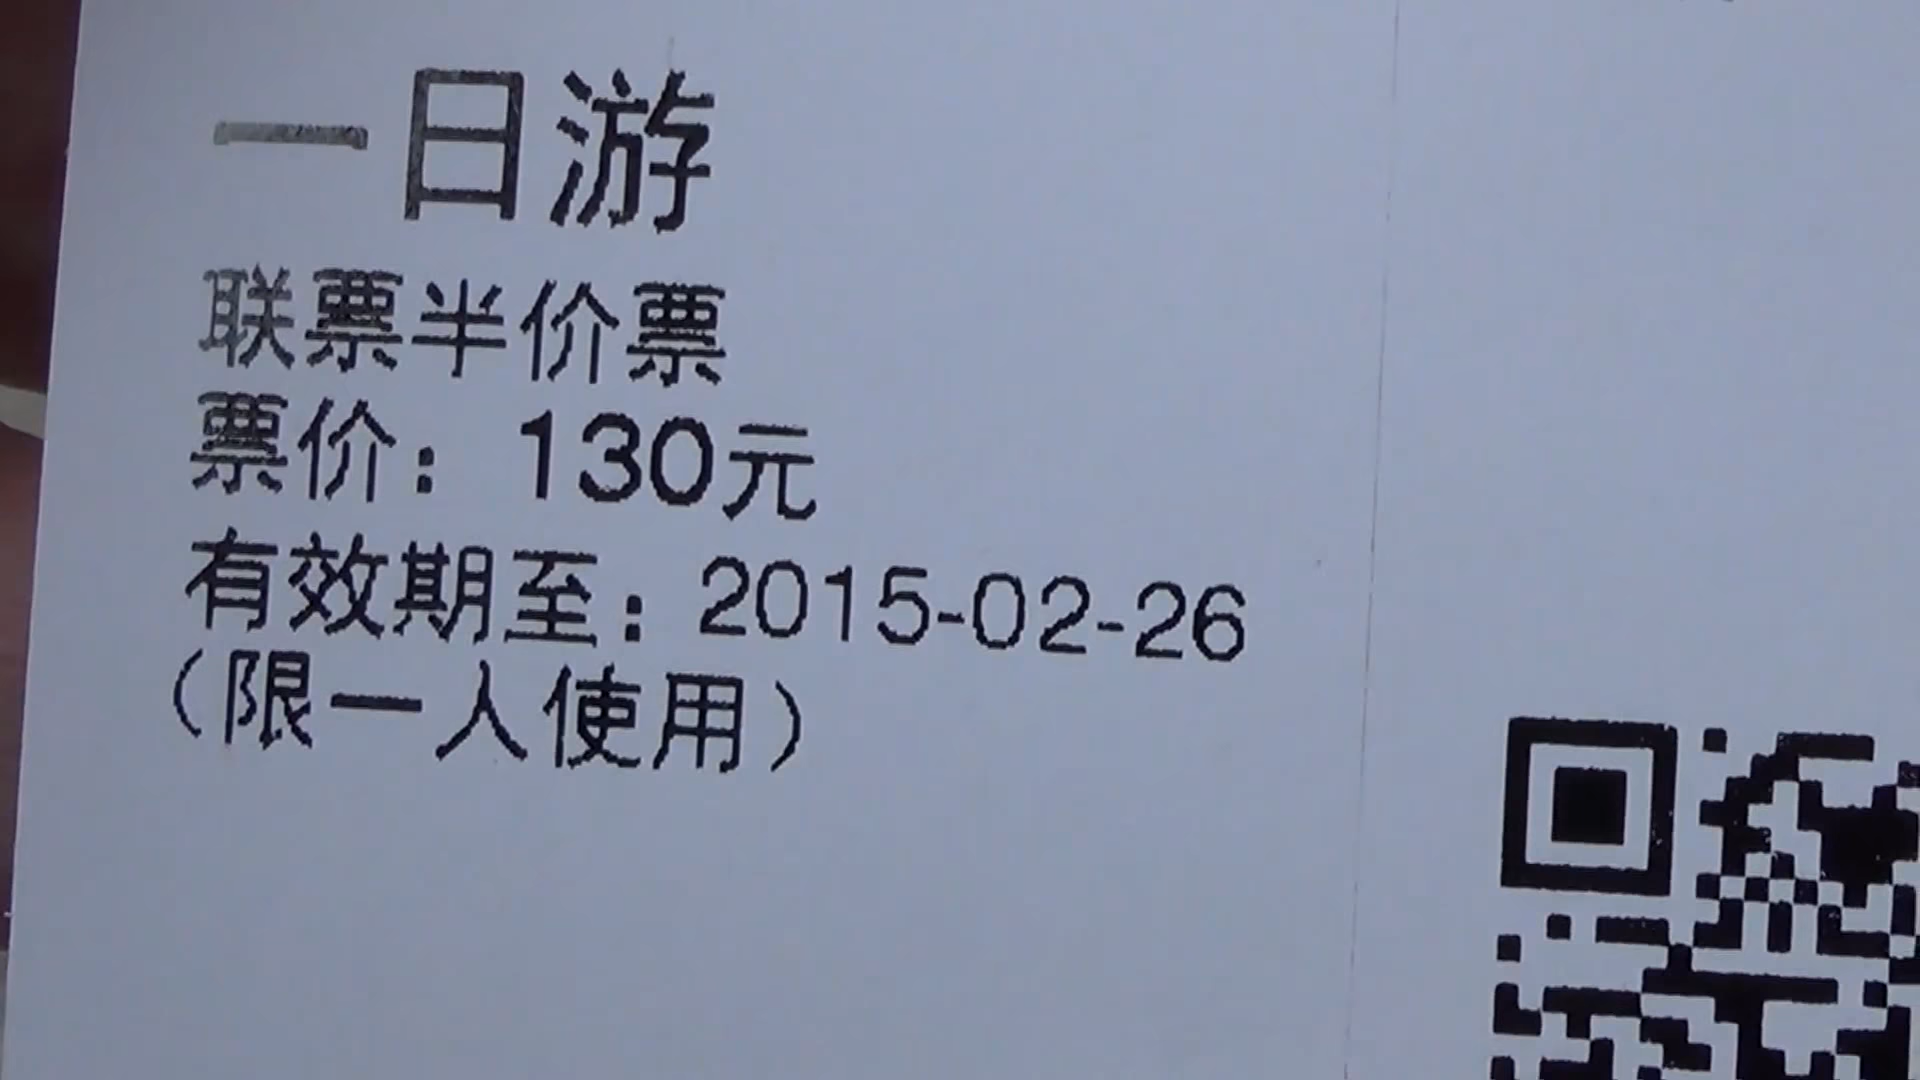 一日游
联票半价票
票价：130元
有效期至：2015-02-26
（限一人使用）